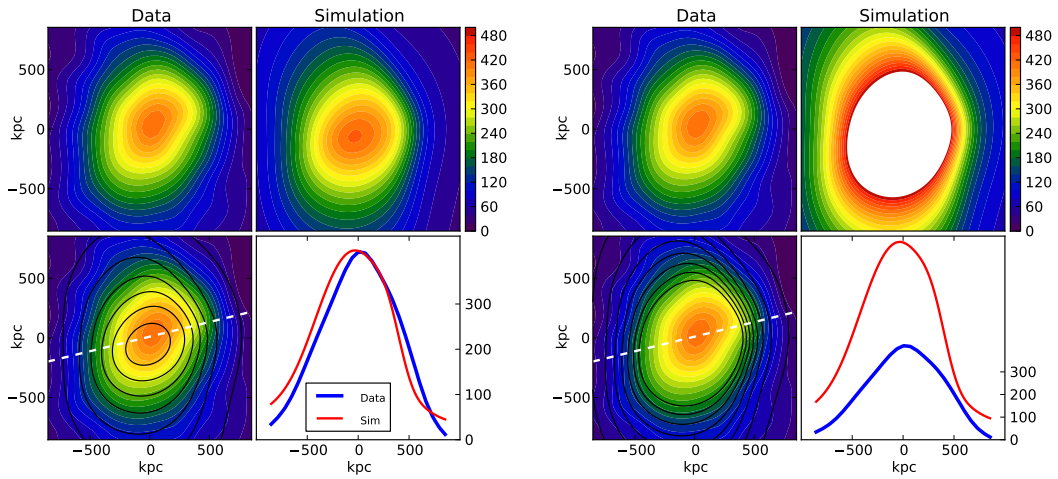 Data Simulation Data Simulation
500 480 500 480
420 420
360 360
kpc 0 300 kpc 0 300
240 240
180 180
−500 120 −500 120
60 60
0 0
500 500
300
kpc 0 200 kpc 0
300
−500 Data 100 −500 200
Sim 100
0 0
−500 0 500 −500 0 500 −500 0 500 −500 0 500
kpc kpc kpc kpc